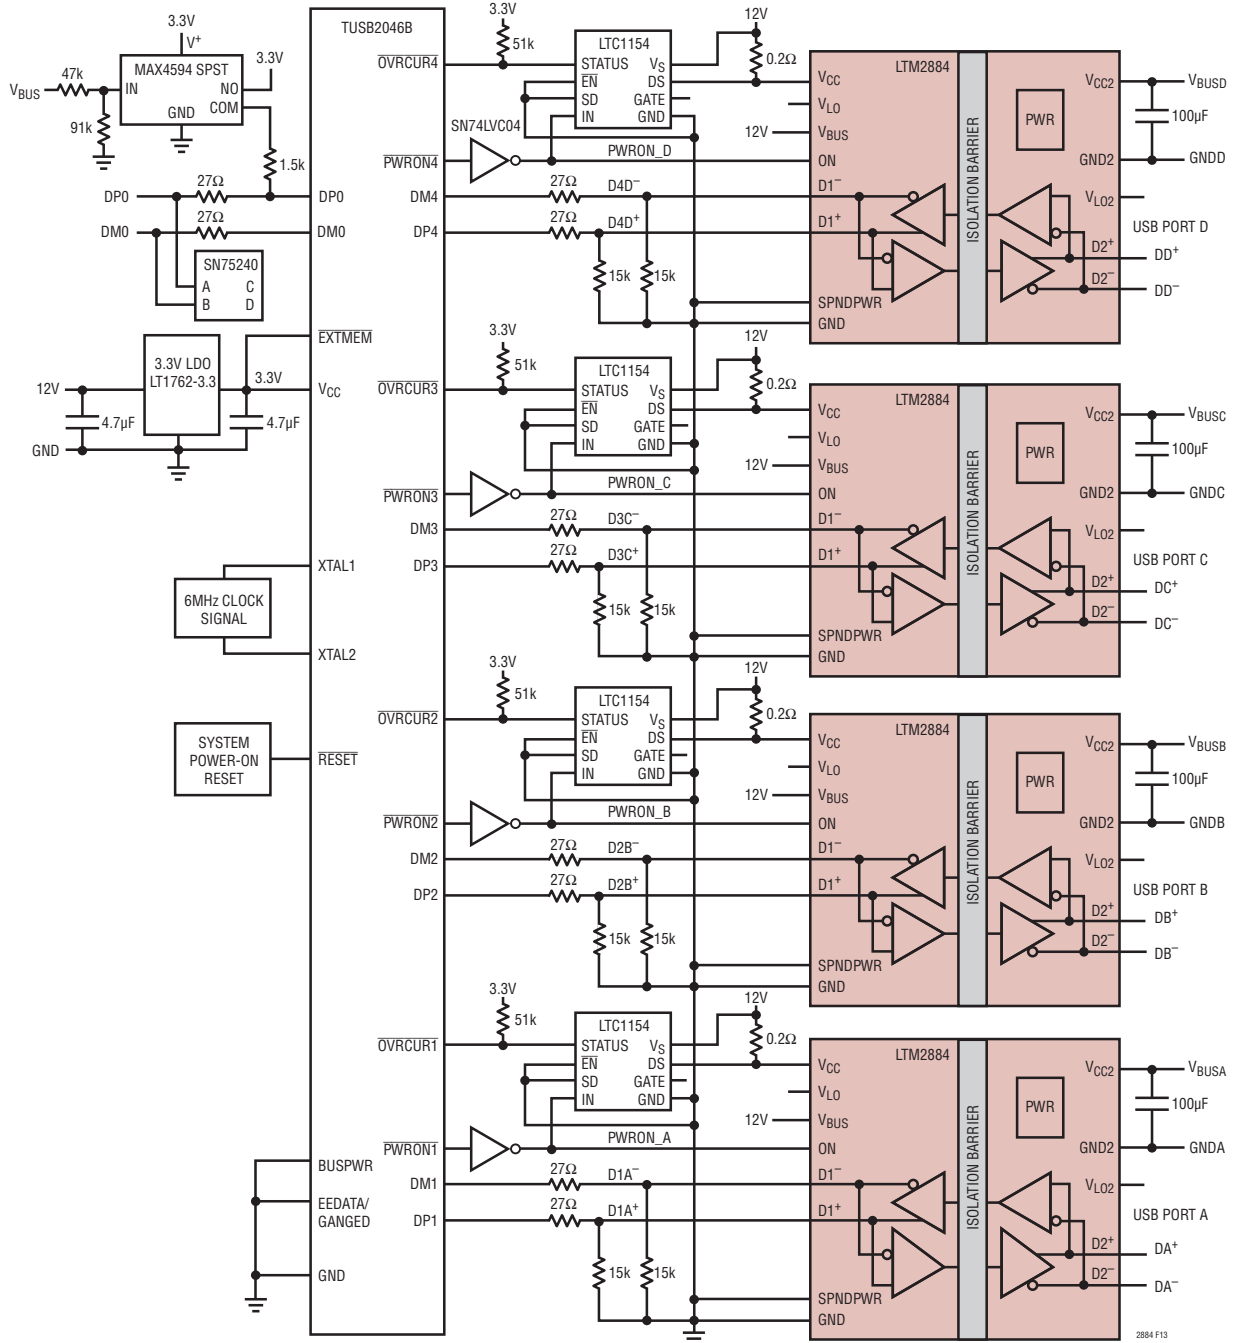 TUSB2046B
3.3V
V+
MAX4594 SPST
IN
NO
COM
GND
3.3V
VBUS
47k
91k
1.5k
DP0
27Ω
DP0
DM0
27Ω
DM0
SN75240
A
C
B
D
EXTMEM
3.3V LDO
LT1762-3.3
12V
3.3V
VCC
4.7µF
4.7µF
GND
XTAL1
6MHz CLOCK
SIGNAL
XTAL2
SYSTEM
POWER-ON
RESET
RESET
BUSPWR
EEDATA/
GANGED
GND
3.3V
51k
OVRCUR4
LTC1154
STATUS
VS
EN
DS
SD
GATE
IN
GND
12V
0.2Ω
SN74LVC04
12V
PWRON4
PWRON_D
DM4
27Ω
D4D−
DP4
27Ω
D4D+
15k
15k
LTM2884
VCC
VLO
VBUS
ON
D1−
D1+
SPNDPWR
GND
ISOLATION BARRIER
PWR
VCC2
GND2
VLO2
D2+
D2−
VBUSD
100µF
GNDD
USB PORT D
DD+
DD−
3.3V
51k
OVRCUR3
LTC1154
STATUS
VS
EN
DS
SD
GATE
IN
GND
12V
0.2Ω
12V
PWRON3
PWRON_C
DM3
27Ω
D3C−
DP3
27Ω
D3C+
15k
15k
LTM2884
VCC
VLO
VBUS
ON
D1−
D1+
SPNDPWR
GND
ISOLATION BARRIER
PWR
VCC2
GND2
VLO2
D2+
D2−
VBUSC
100µF
GNDC
USB PORT C
DC+
DC−
3.3V
51k
OVRCUR2
LTC1154
STATUS
VS
EN
DS
SD
GATE
IN
GND
12V
0.2Ω
12V
PWRON2
PWRON_B
DM2
27Ω
D2B−
DP2
27Ω
D2B+
15k
15k
LTM2884
VCC
VLO
VBUS
ON
D1−
D1+
SPNDPWR
GND
ISOLATION BARRIER
PWR
VCC2
GND2
VLO2
D2+
D2−
VBUSB
100µF
GNDB
USB PORT B
DB+
DB−
3.3V
51k
OVRCUR1
LTC1154
STATUS
VS
EN
DS
SD
GATE
IN
GND
12V
0.2Ω
12V
PWRON1
PWRON_A
DM1
27Ω
D1A−
DP1
27Ω
D1A+
15k
15k
LTM2884
VCC
VLO
VBUS
ON
D1−
D1+
SPNDPWR
GND
ISOLATION BARRIER
PWR
VCC2
GND2
VLO2
D2+
D2−
VBUSA
100µF
GNDA
USB PORT A
DA+
DA−
2884 F13